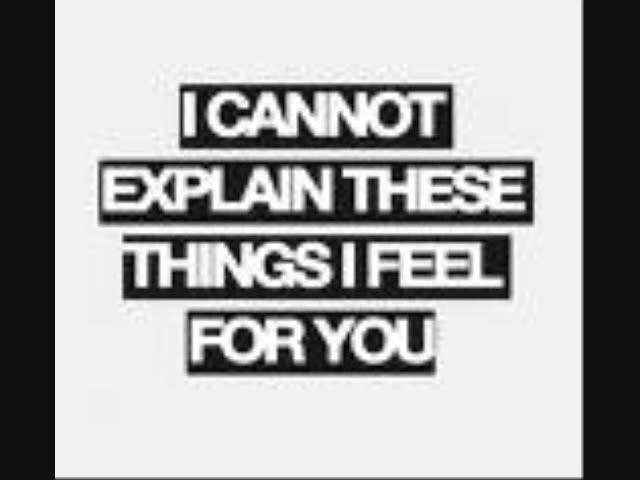 I CANNOT
EXPLAIN THESE
THINGS I FEEL
FOR YOU